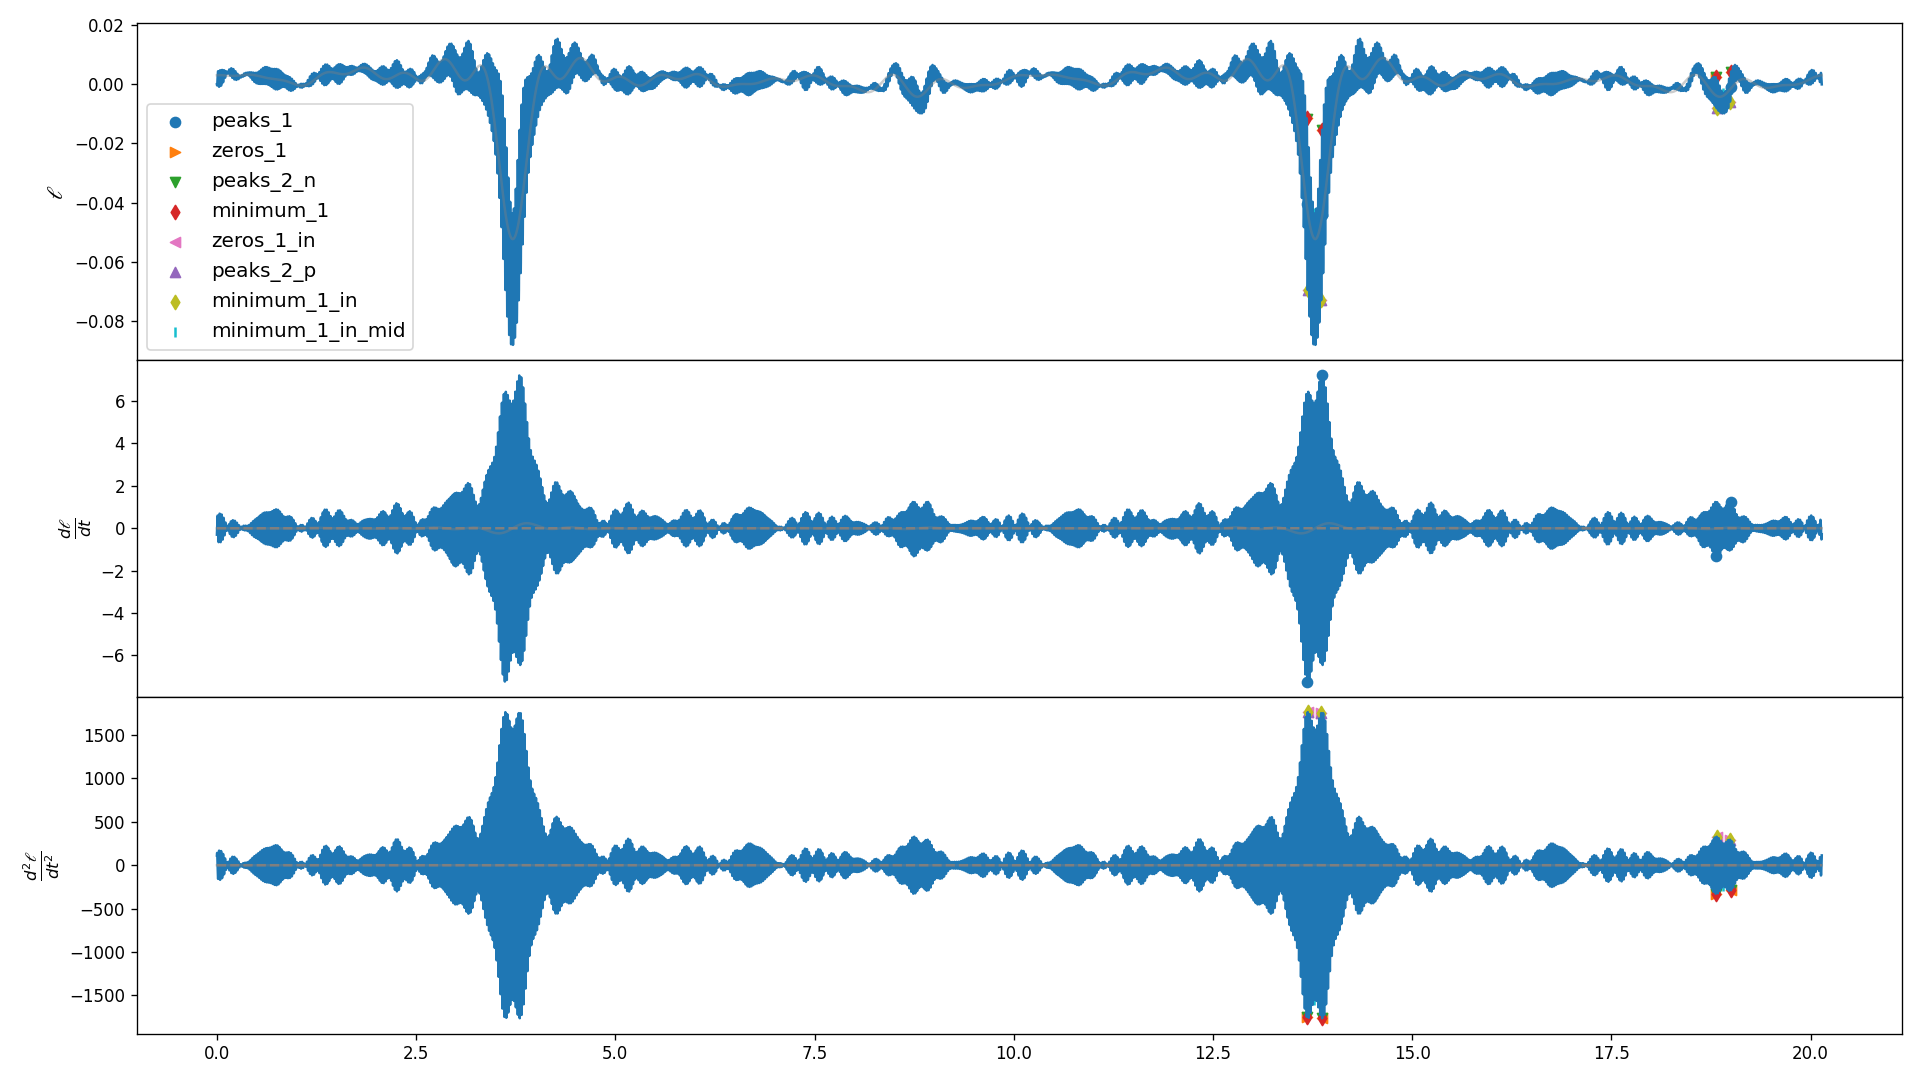 0.02
0.00
−0.02
−0.04
−0.06
−0.08
ℓ
peaks_1
zeros_1
peaks_2_n
minimum_1
zeros_1_in
peaks_2_p
minimum_1_in
minimum_1_in_mid
6
4
2
0
−2
−4
−6
dℓ/dt
1500
1000
500
0
−500
−1000
−1500
d²ℓ/dt²
0.0 2.5 5.0 7.5 10.0 12.5 15.0 17.5 20.0